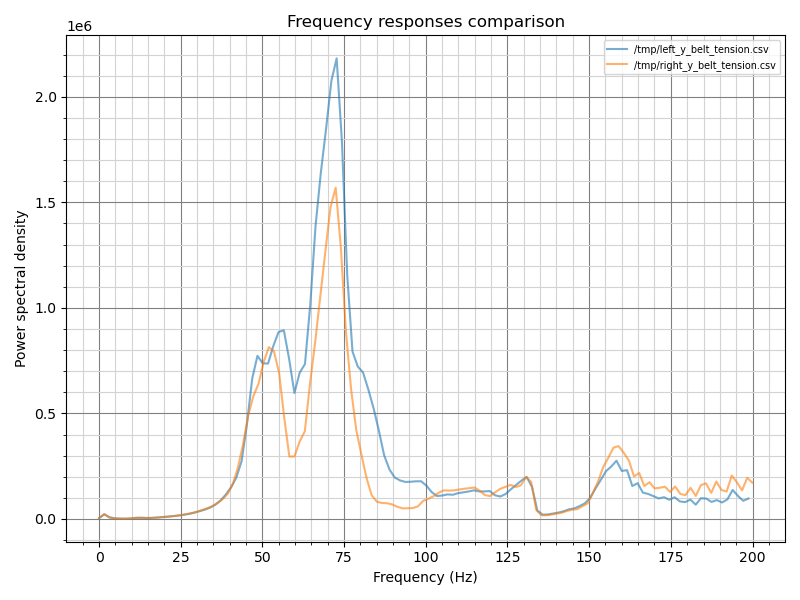 Frequency responses comparison
1e6
/tmp/left_y_belt_tension.csv
/tmp/right_y_belt_tension.csv
2.0
1.5
1.0
0.5
0.0
Power spectral density
0 25 50 75 100 125 150 175 200
Frequency (Hz)